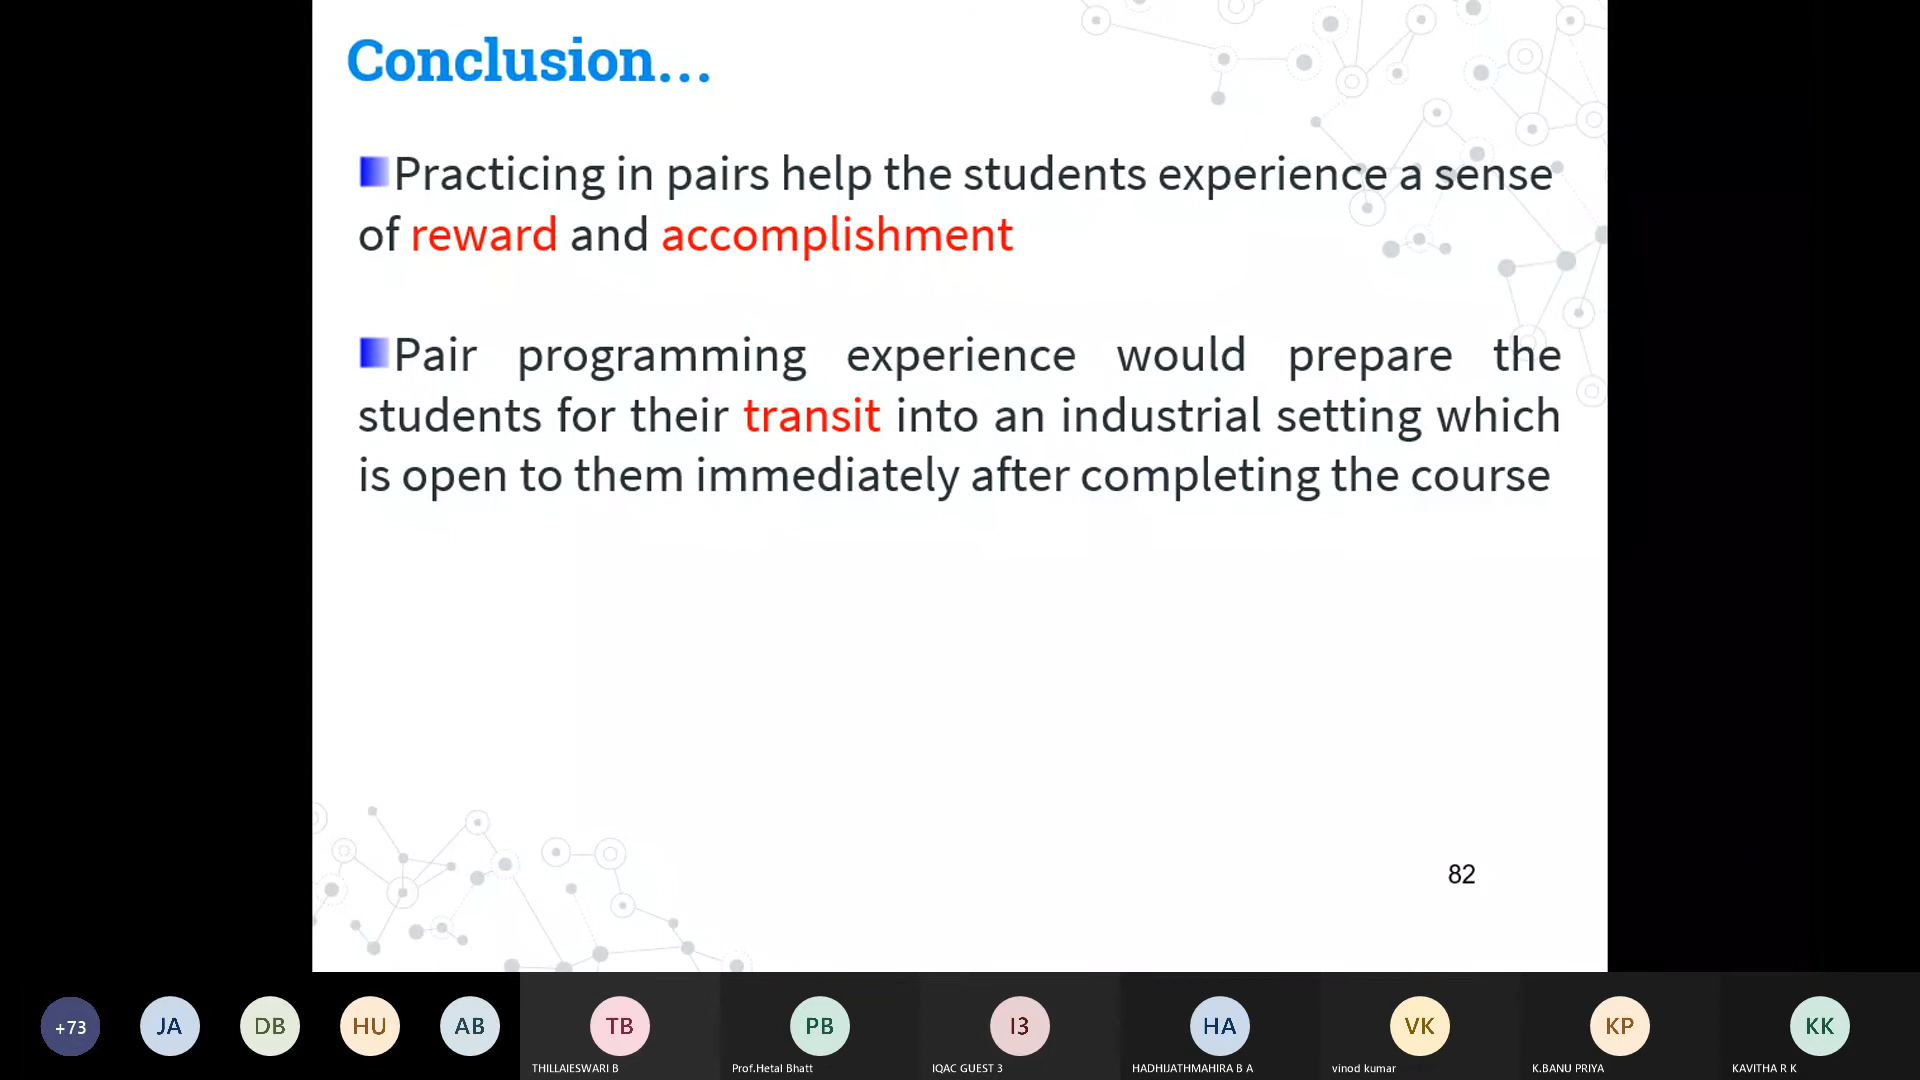 Conclusion...
Practicing in pairs help the students experience a sense
of reward and accomplishment
Pair programming experience would prepare the
students for their transit into an industrial setting which
is open to them immediately after completing the course
82
+73
JA
DB
HU
AB
TB
PB
I3
HA
VK
KP
KK
THILLAIESWARI B
Prof.Hetal Bhatt
IQAC GUEST 3
HADHIJATHMAHIRA B A
vinod kumar
K.BANU PRIYA
KAVITHA R K